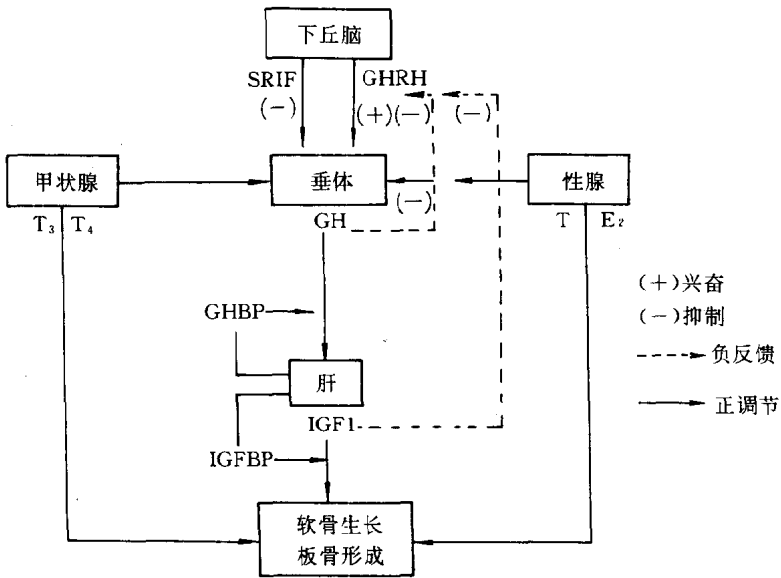 下丘脑
SRIF GHRH
(-) (+)(-) (-)
甲状腺 垂体 性腺
(-)
T₃ T₄ GH T E₂
GHBP
肝
IGF1
IGFBP
软骨生长
板骨形成
(+)兴奋
(-)抑制
负反馈
正调节